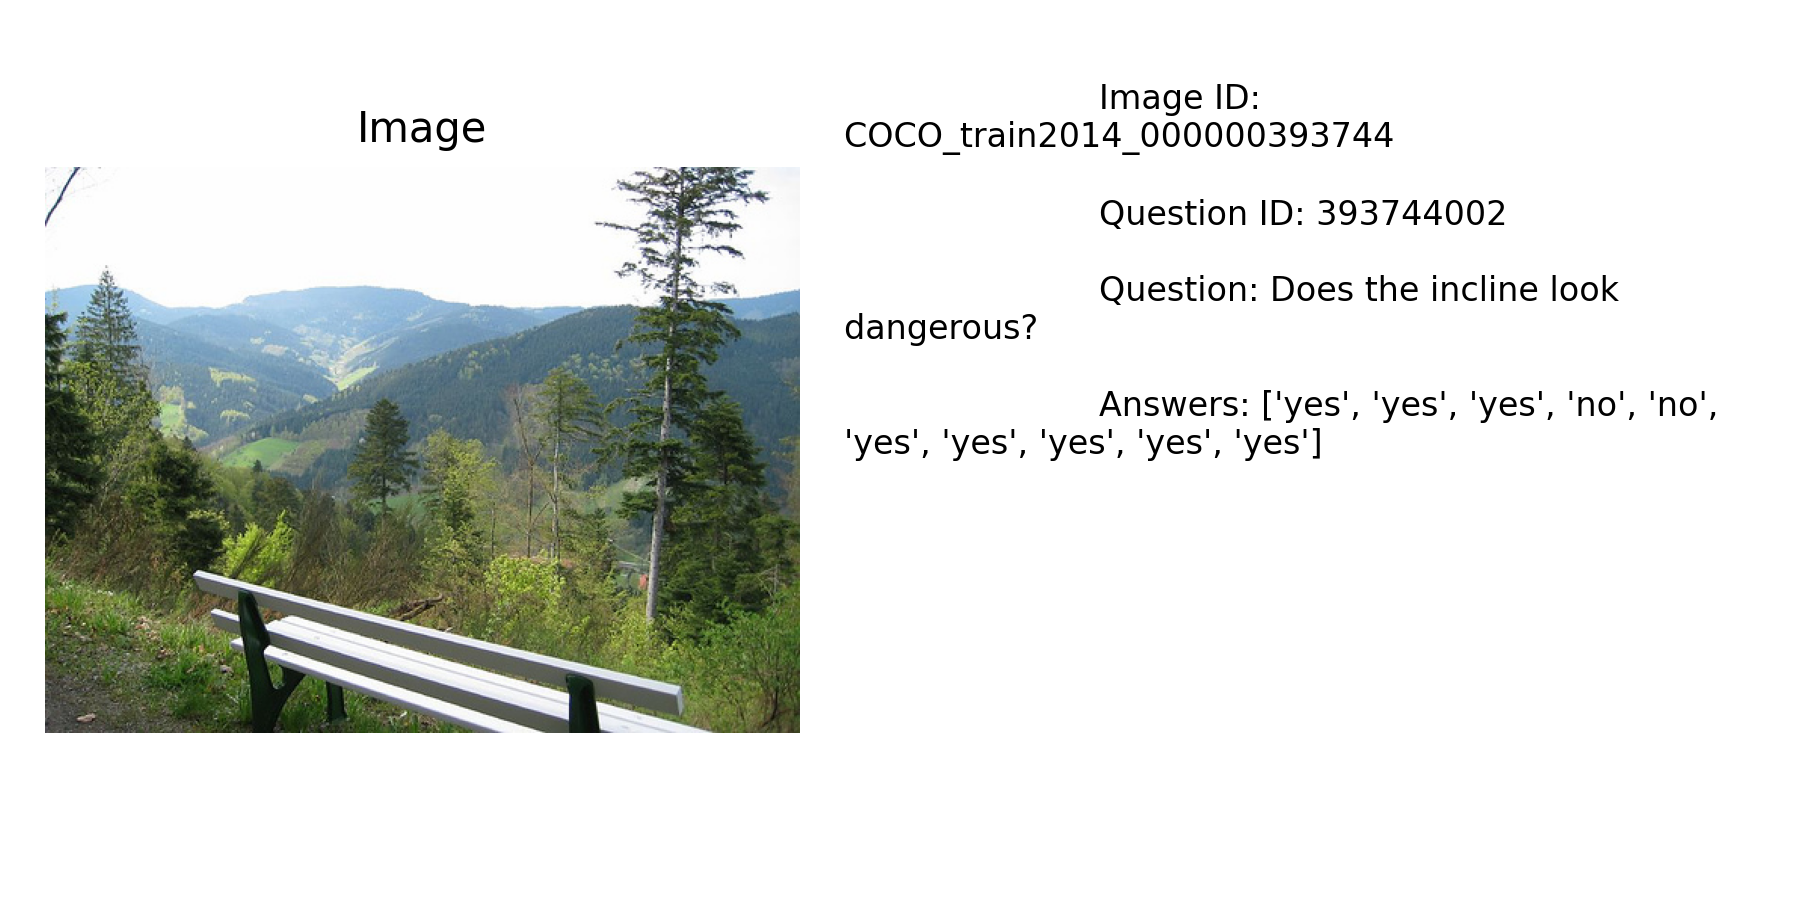 Image
Image ID:
COCO_train2014_000000393744
Question ID: 393744002
Question: Does the incline look
dangerous?
Answers: ['yes', 'yes', 'yes', 'no', 'no',
'yes', 'yes', 'yes', 'yes', 'yes']